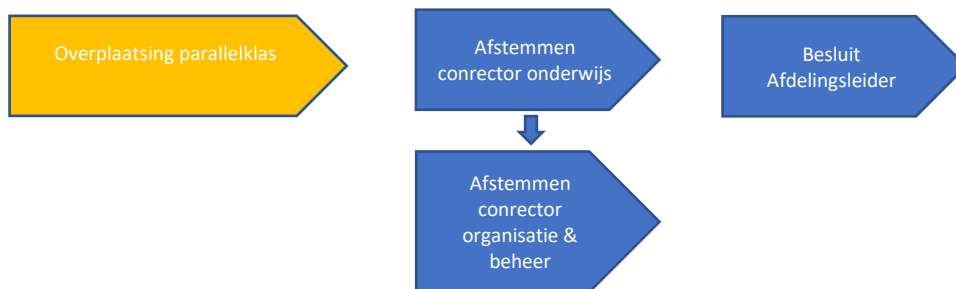 Overplaatsing parallelklas
Afstemmen
conrector onderwijs
Besluit
Afdelingsleider
Afstemmen
conrector
organisatie &
beheer